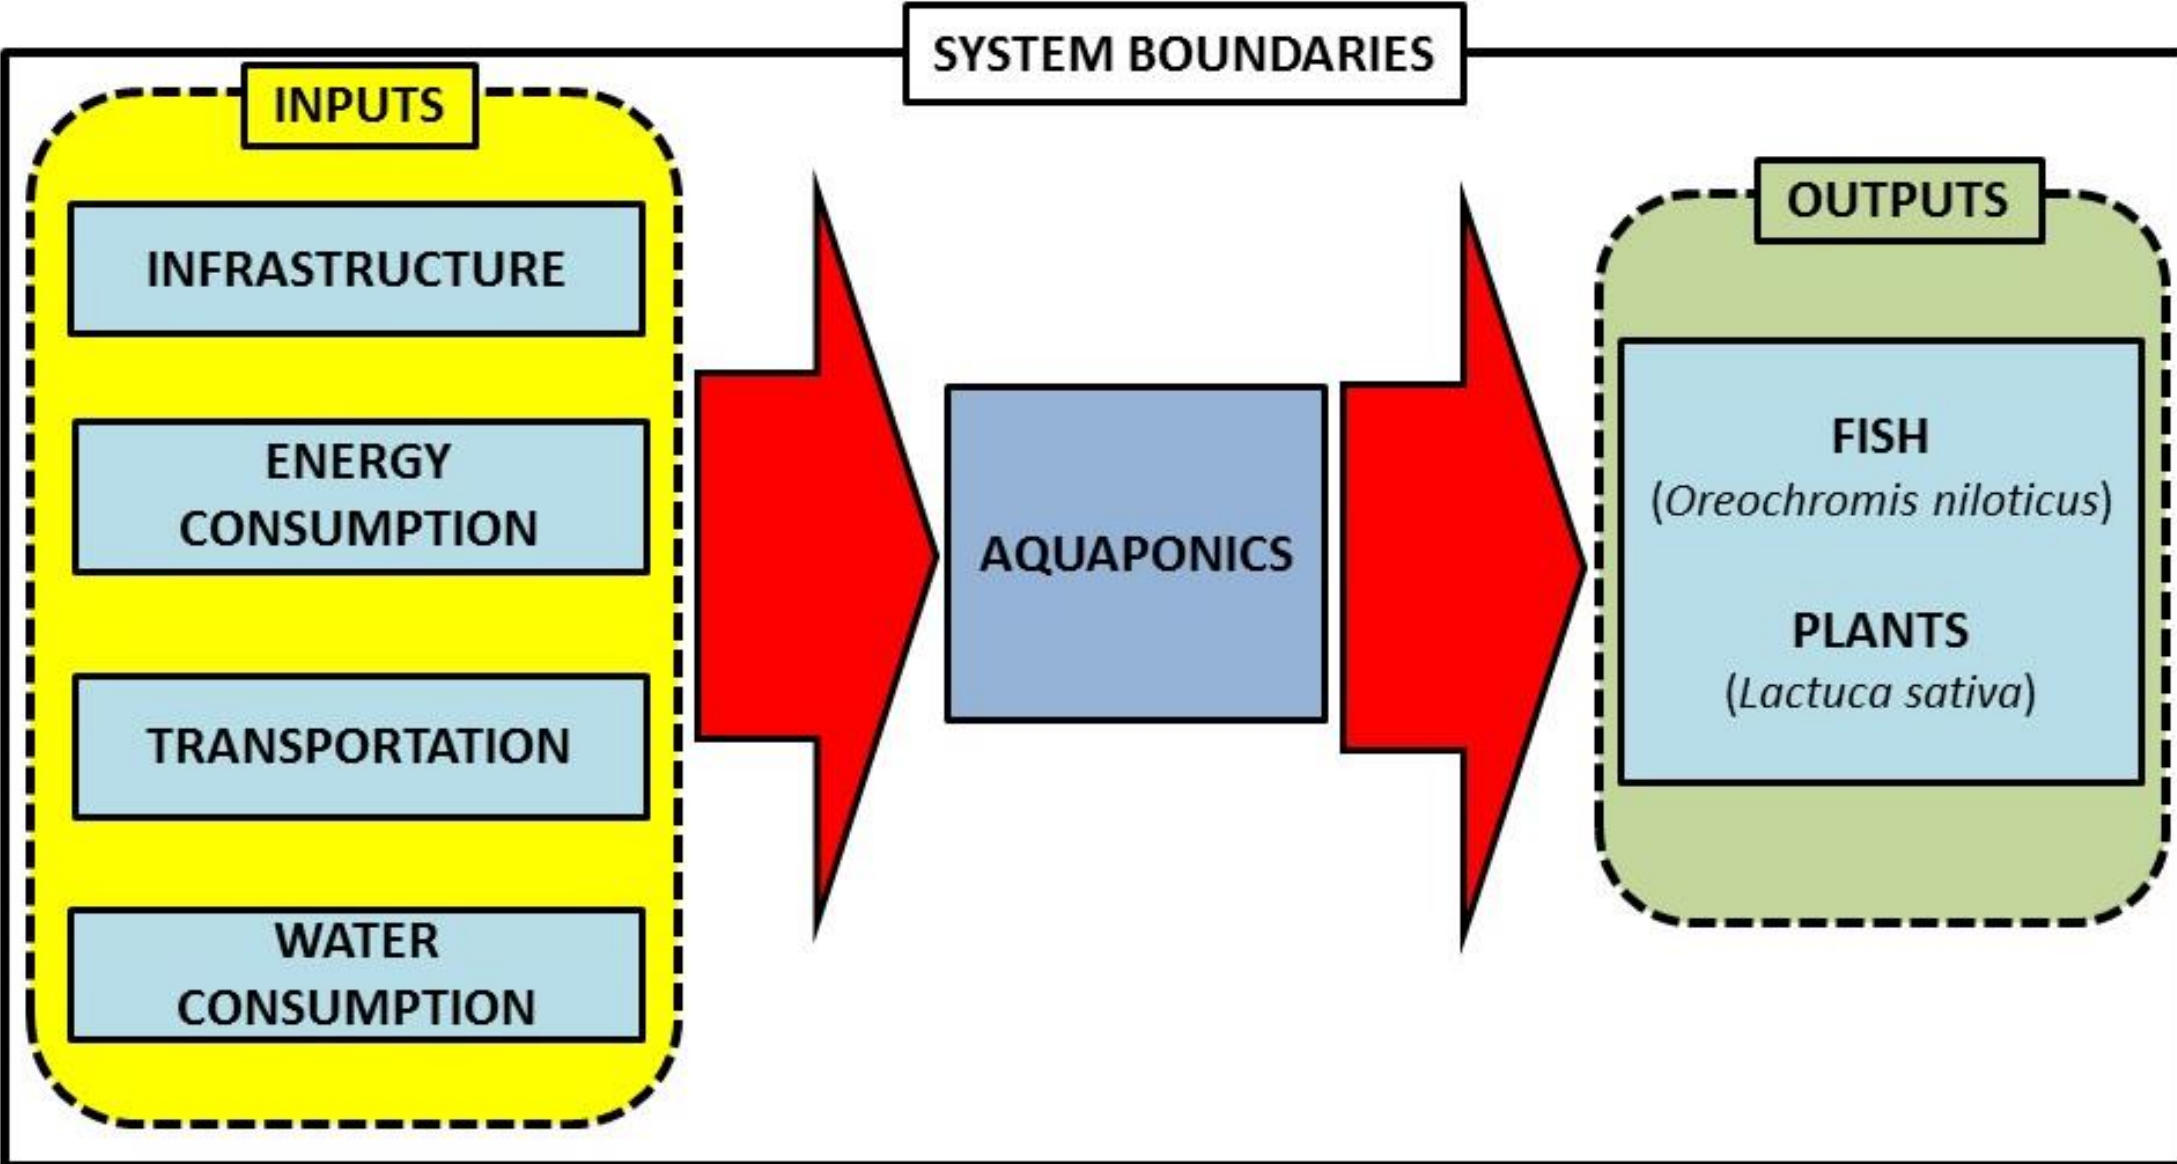 SYSTEM BOUNDARIES
INPUTS
INFRASTRUCTURE
ENERGY
CONSUMPTION
TRANSPORTATION
WATER
CONSUMPTION
AQUAPONICS
OUTPUTS
FISH
(Oreochromis niloticus)
PLANTS
(Lactuca sativa)